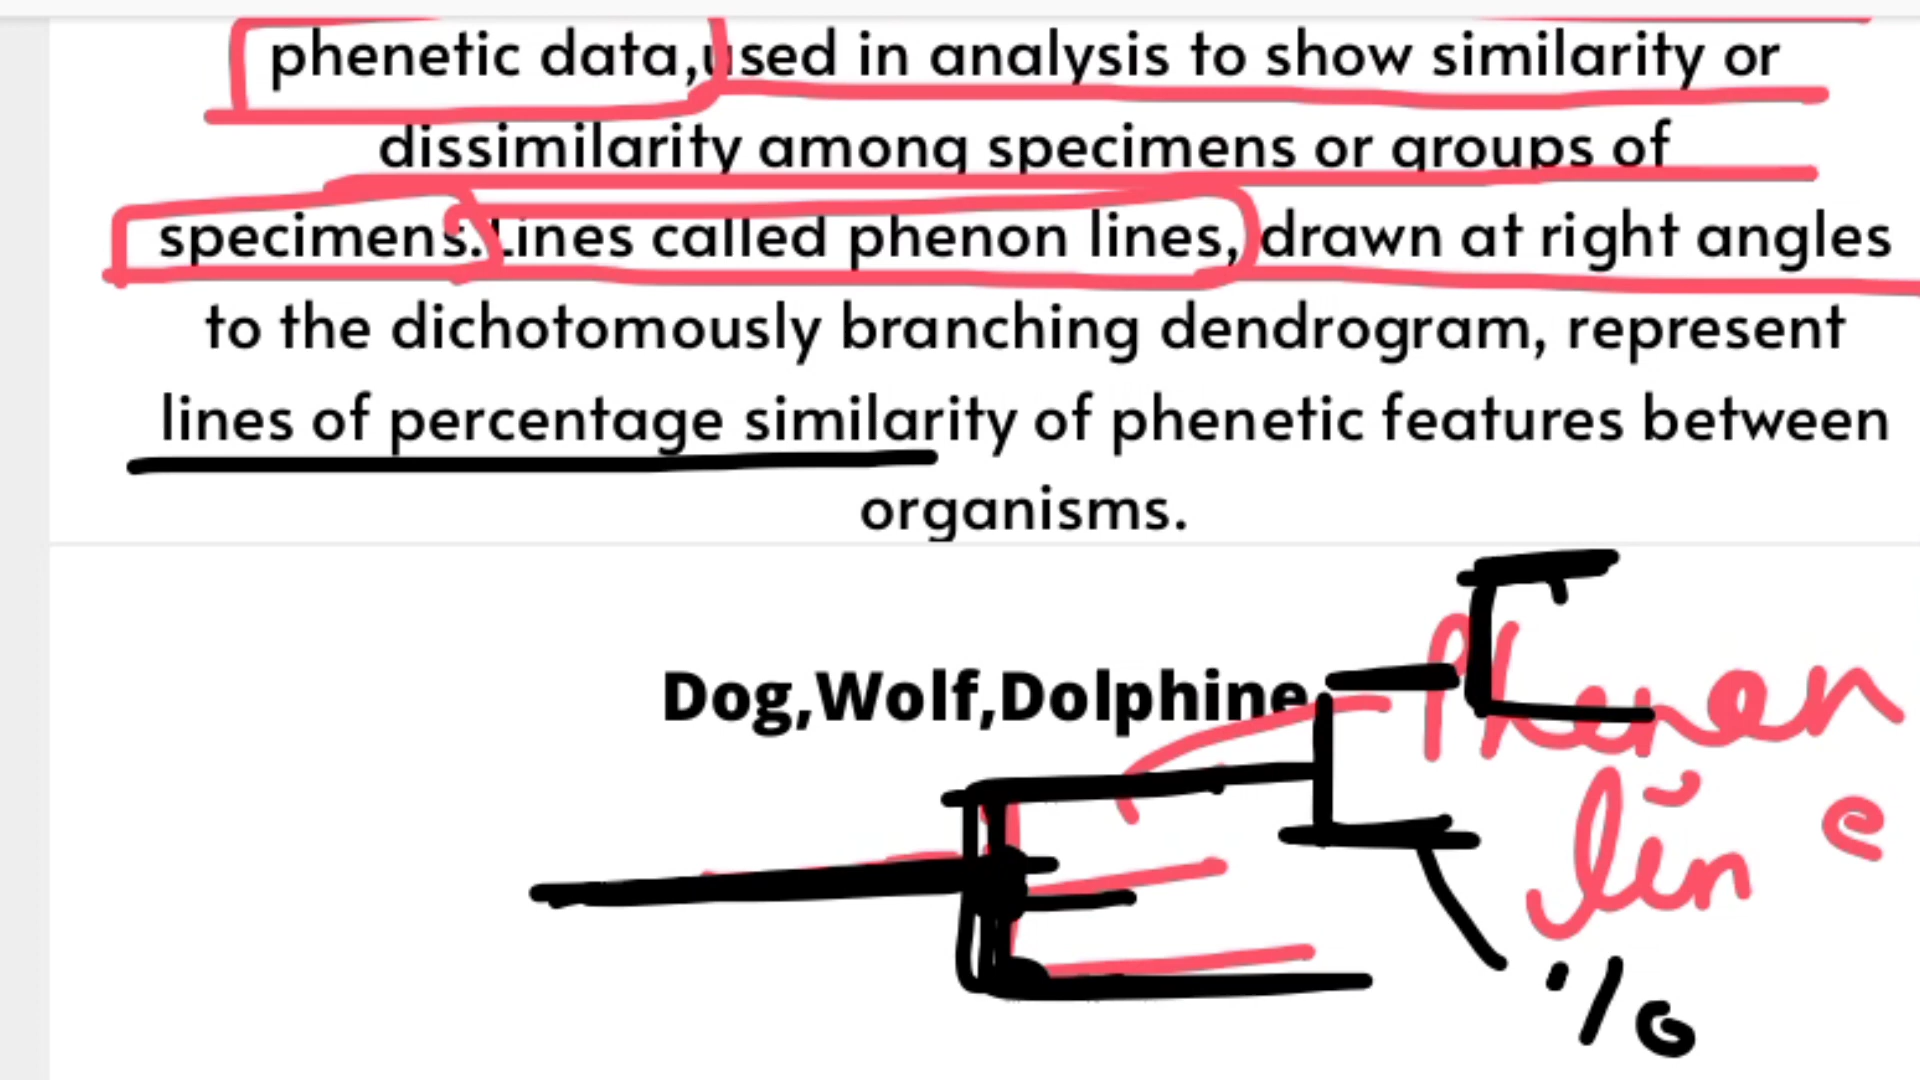 phenetic data,used in analysis to show similarity or
dissimilarity among specimens or groups of
specimens.Lines called phenon lines, drawn at right angles
to the dichotomously branching dendrogram, represent
lines of percentage similarity of phenetic features between
organisms.
Dog,Wolf,Dolphine
Phenon
line
%